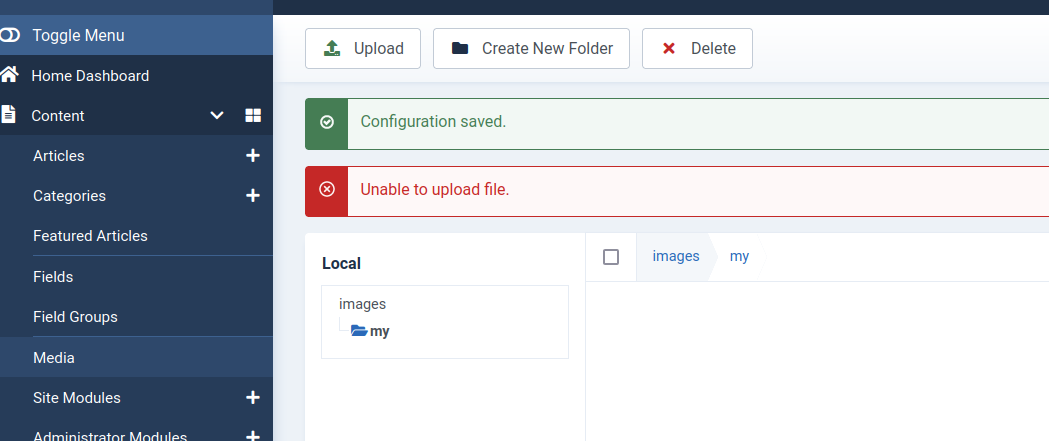 Toggle Menu
Upload
Create New Folder
Delete
Home Dashboard
Content
Configuration saved.
Articles
Unable to upload file.
Categories
Featured Articles
Local
images
my
Fields
images
Field Groups
my
Media
Site Modules
Administrator Modules